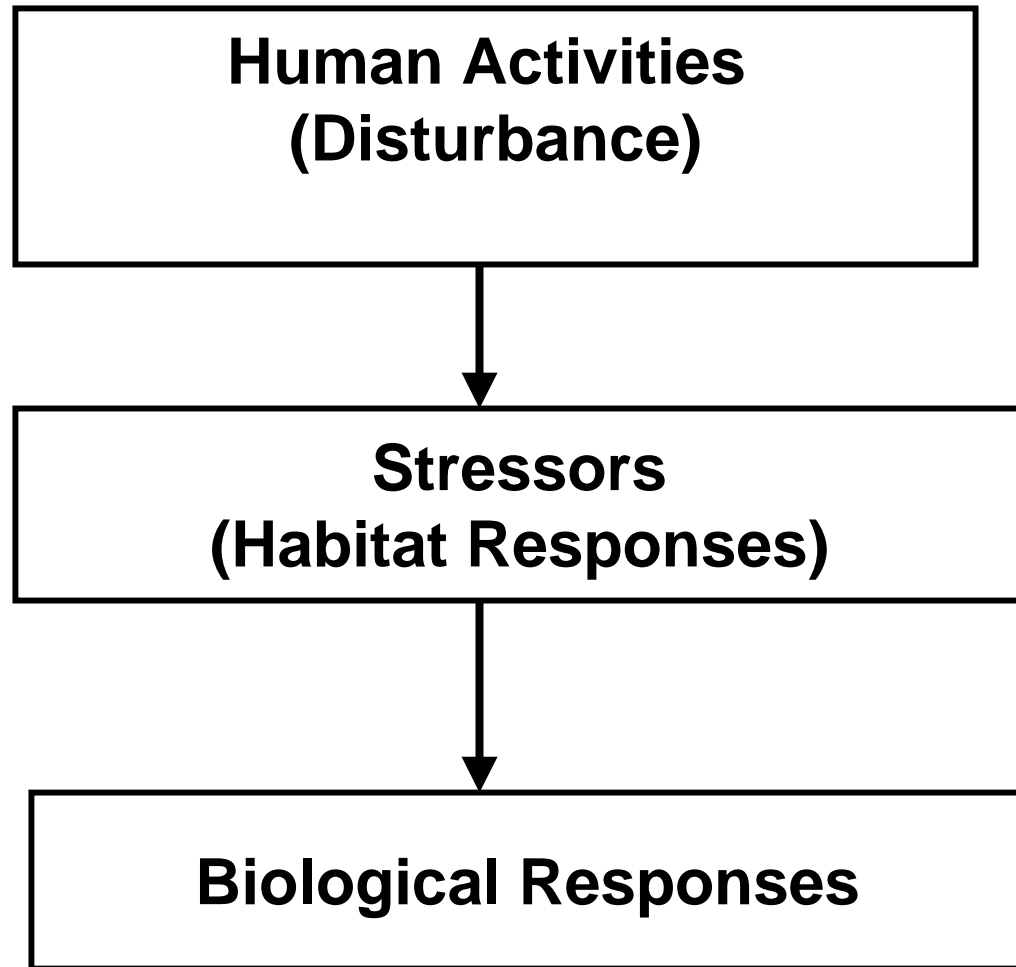 Human Activities
(Disturbance)
Stressors
(Habitat Responses)
Biological Responses